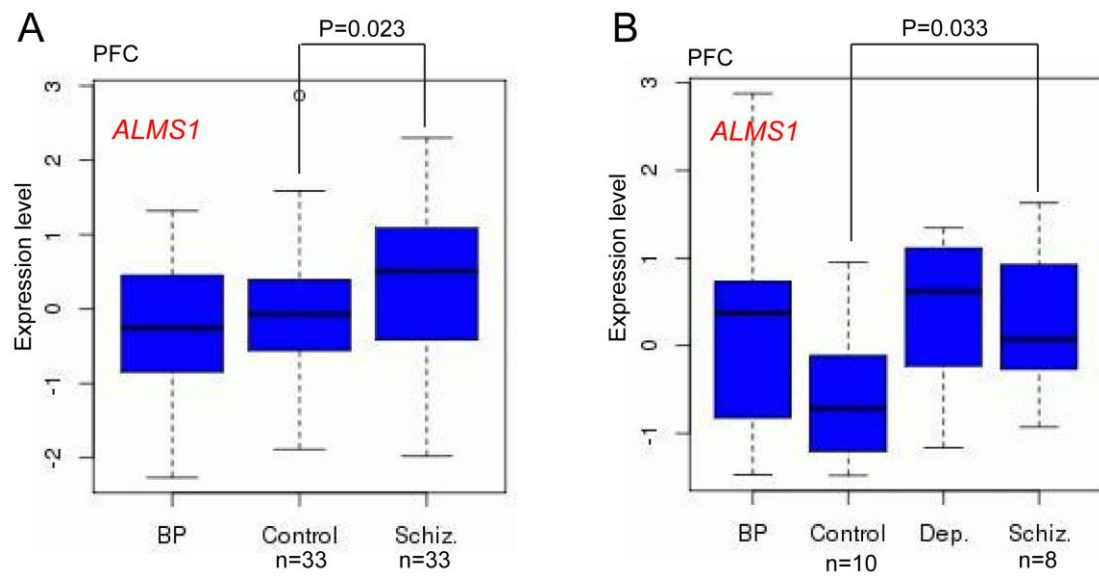 A
PFC
P=0.023
ALMS1
Expression level
3
2
1
0
-1
-2
BP
Control
Schiz.
n=33
n=33
B
PFC
P=0.033
ALMS1
Expression level
3
2
1
0
-1
BP
Control
Dep.
Schiz.
n=10
n=8